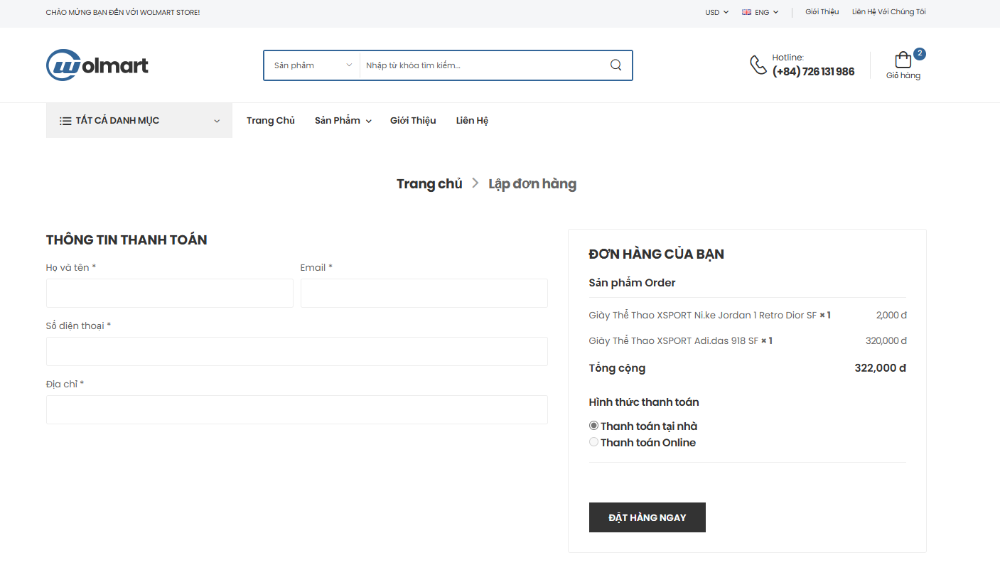 CHÀO MỪNG BẠN ĐẾN VỚI WOLMART STORE!
USD ENG Giới Thiệu Liên Hệ Với Chúng Tôi
Wolmart
Sản phẩm Nhập từ khóa tìm kiếm...
Hotline:
(+84) 726 131 986
2
Giỏ hàng
TẤT CẢ DANH MỤC Trang Chủ Sản Phẩm Giới Thiệu Liên Hệ
Trang chủ Lập đơn hàng
THÔNG TIN THANH TOÁN
Họ và tên * Email *
Số điện thoại *
Địa chỉ *
ĐƠN HÀNG CỦA BẠN
Sản phẩm Order
Giày Thể Thao XSPORT Ni.ke Jordan 1 Retro Dior SF × 1 2,000 đ
Giày Thể Thao XSPORT Adi.das 918 SF × 1 320,000 đ
Tổng cộng 322,000 đ
Hình thức thanh toán
Thanh toán tại nhà
Thanh toán Online
ĐẶT HÀNG NGAY